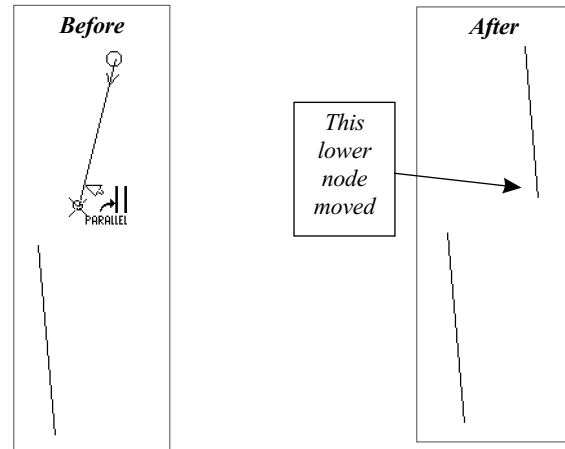 Before
PARALLEL
This
lower
node
moved
After